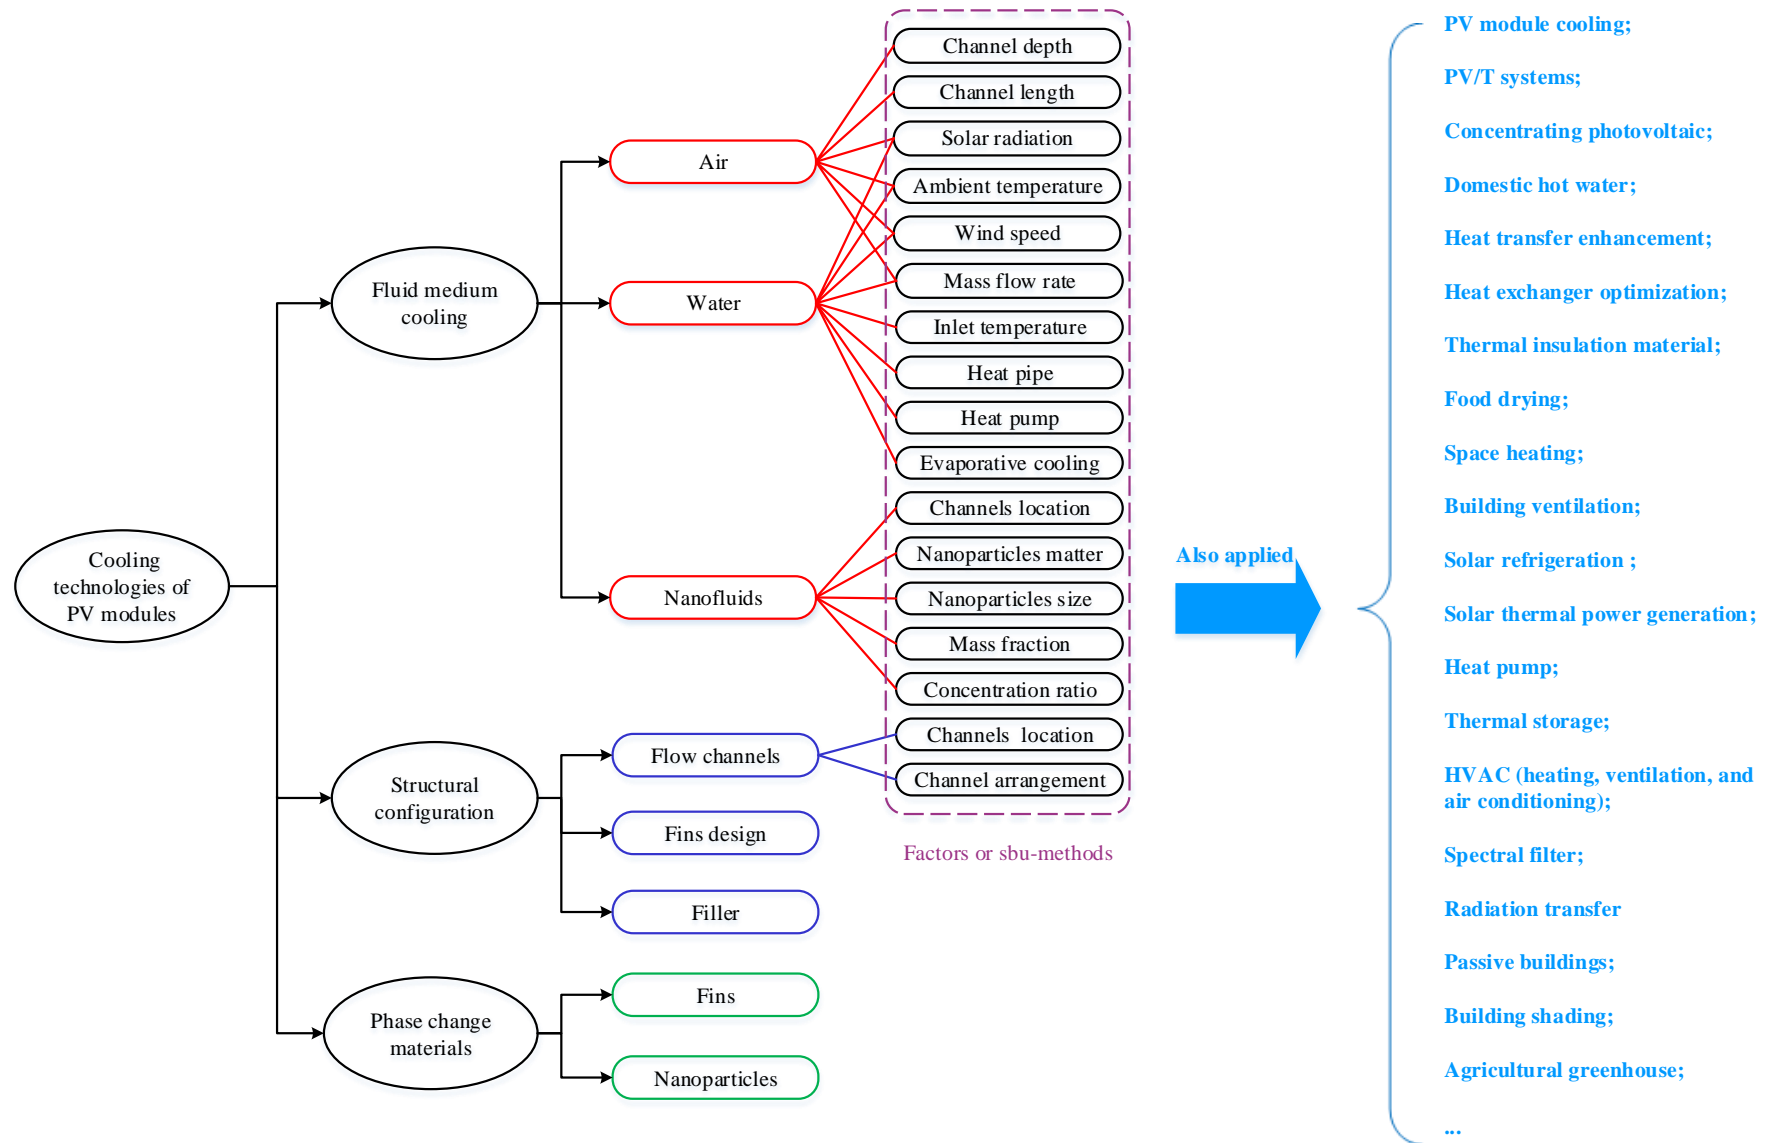 Cooling
technologies of
PV modules
Fluid medium
cooling
Structural
configuration
Phase change
materials
Air
Water
Nanofluids
Flow channels
Fins design
Filler
Fins
Nanoparticles
Channel depth
Channel length
Solar radiation
Ambient temperature
Wind speed
Mass flow rate
Inlet temperature
Heat pipe
Heat pump
Evaporative cooling
Channels location
Nanoparticles matter
Nanoparticles size
Mass fraction
Concentration ratio
Channels location
Channel arrangement
Factors or sbu-methods
Also applied
PV module cooling;
PV/T systems;
Concentrating photovoltaic;
Domestic hot water;
Heat transfer enhancement;
Heat exchanger optimization;
Thermal insulation material;
Food drying;
Space heating;
Building ventilation;
Solar refrigeration ;
Solar thermal power generation;
Heat pump;
Thermal storage;
HVAC (heating, ventilation, and
air conditioning);
Spectral filter;
Radiation transfer
Passive buildings;
Building shading;
Agricultural greenhouse;
...